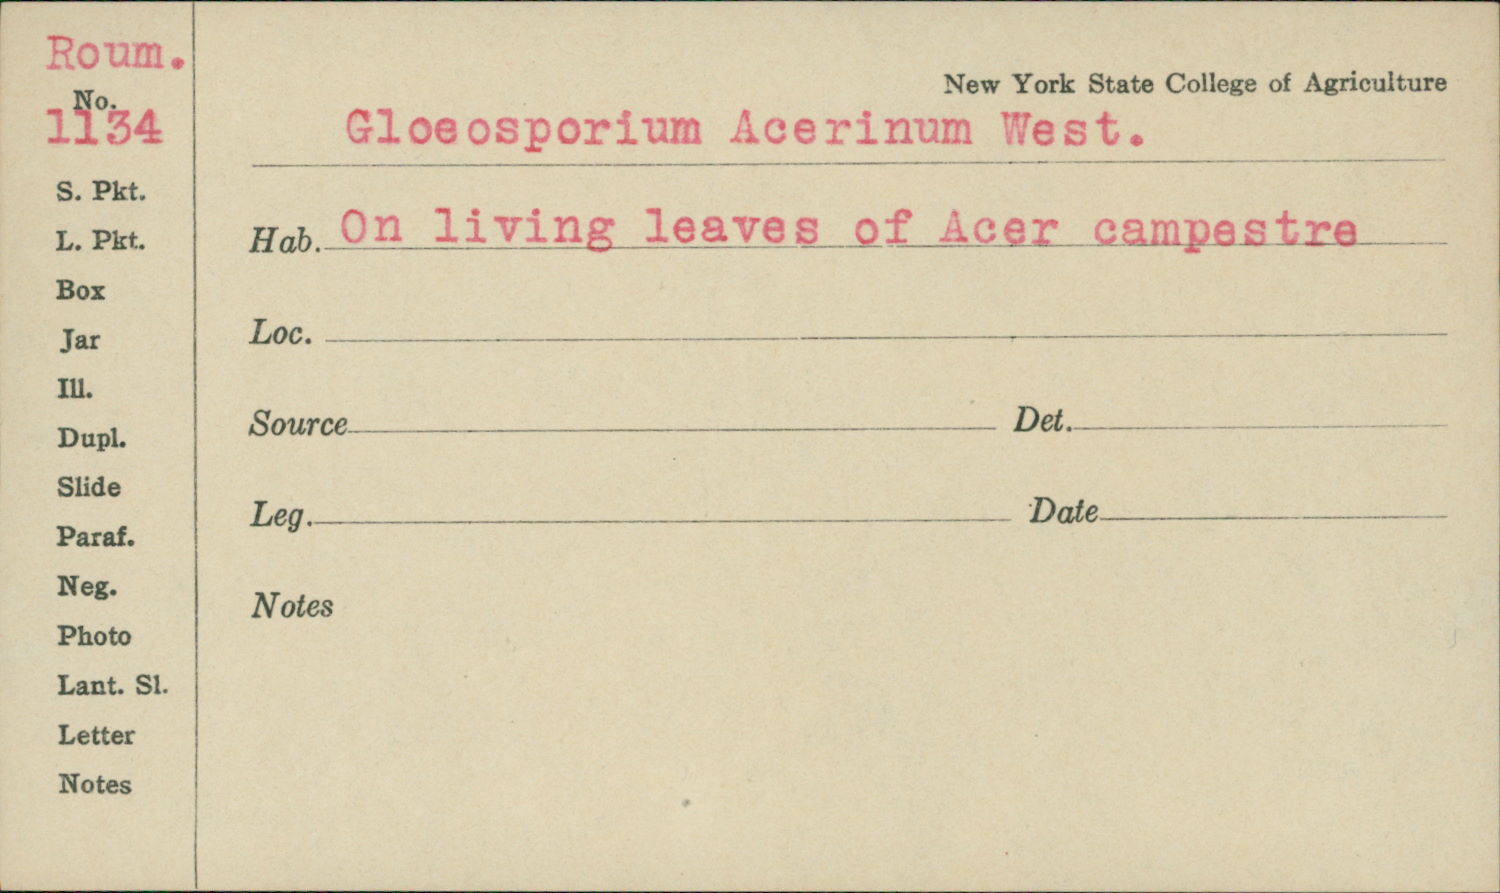 Roum.
No.
1134
S. Pkt.
L. Pkt.
Box
Jar
Ill.
Dupl.
Slide
Paraf.
Neg.
Photo
Lant. Sl.
Letter
Notes
New York State College of Agriculture
Gloeosporium Acerinum West.
Hab. On living leaves of Acer campestre
Loc.
Source Det.
Leg. Date
Notes